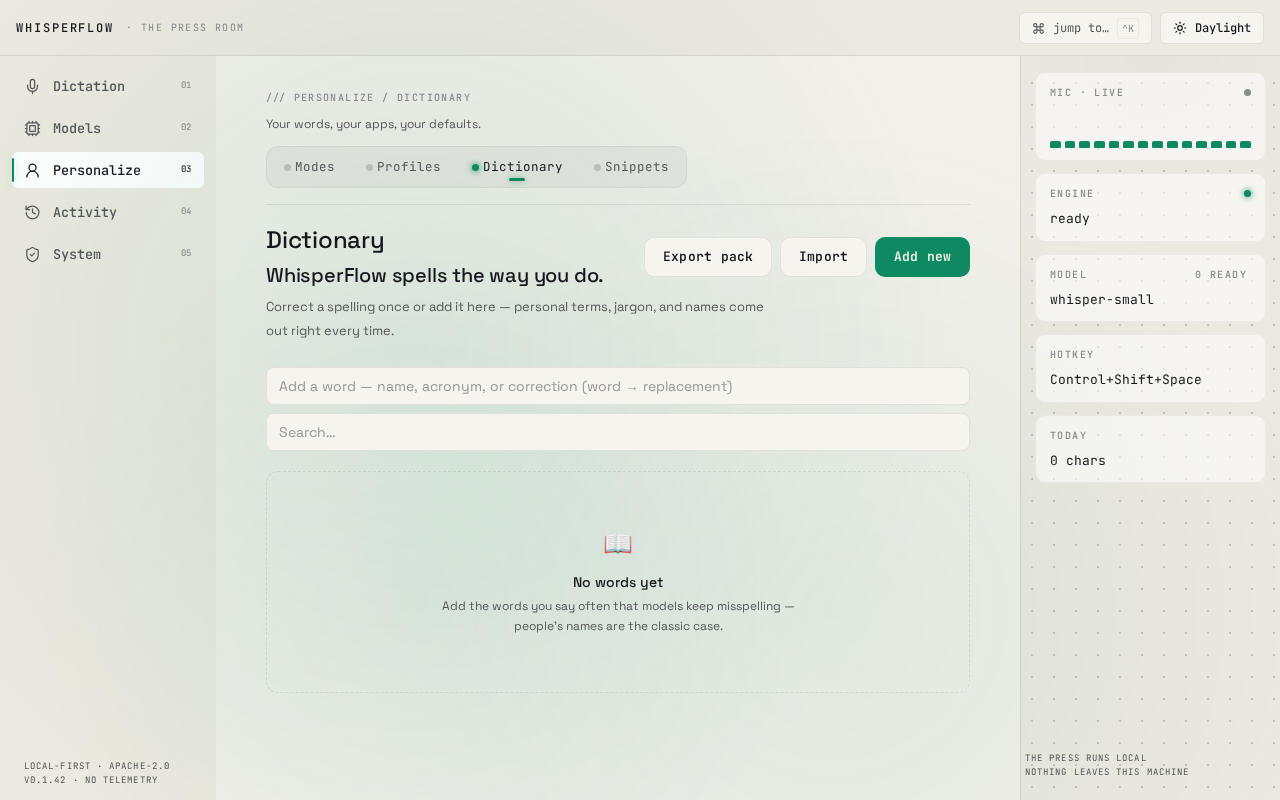 WHISPERFLOW · THE PRESS ROOM
jump to… ^K
Daylight
Dictation 01
Models 02
Personalize 03
Activity 04
System 05
LOCAL-FIRST · APACHE-2.0
V0.1.42 · NO TELEMETRY
/// PERSONALIZE / DICTIONARY
Your words, your apps, your defaults.
Modes Profiles Dictionary Snippets
Dictionary
WhisperFlow spells the way you do.
Correct a spelling once or add it here — personal terms, jargon, and names come
out right every time.
Export pack Import Add new
Add a word — name, acronym, or correction (word → replacement)
Search…
No words yet
Add the words you say often that models keep misspelling —
people's names are the classic case.
MIC · LIVE
ENGINE
ready
MODEL 0 READY
whisper-small
HOTKEY
Control+Shift+Space
TODAY
0 chars
THE PRESS RUNS LOCAL
NOTHING LEAVES THIS MACHINE